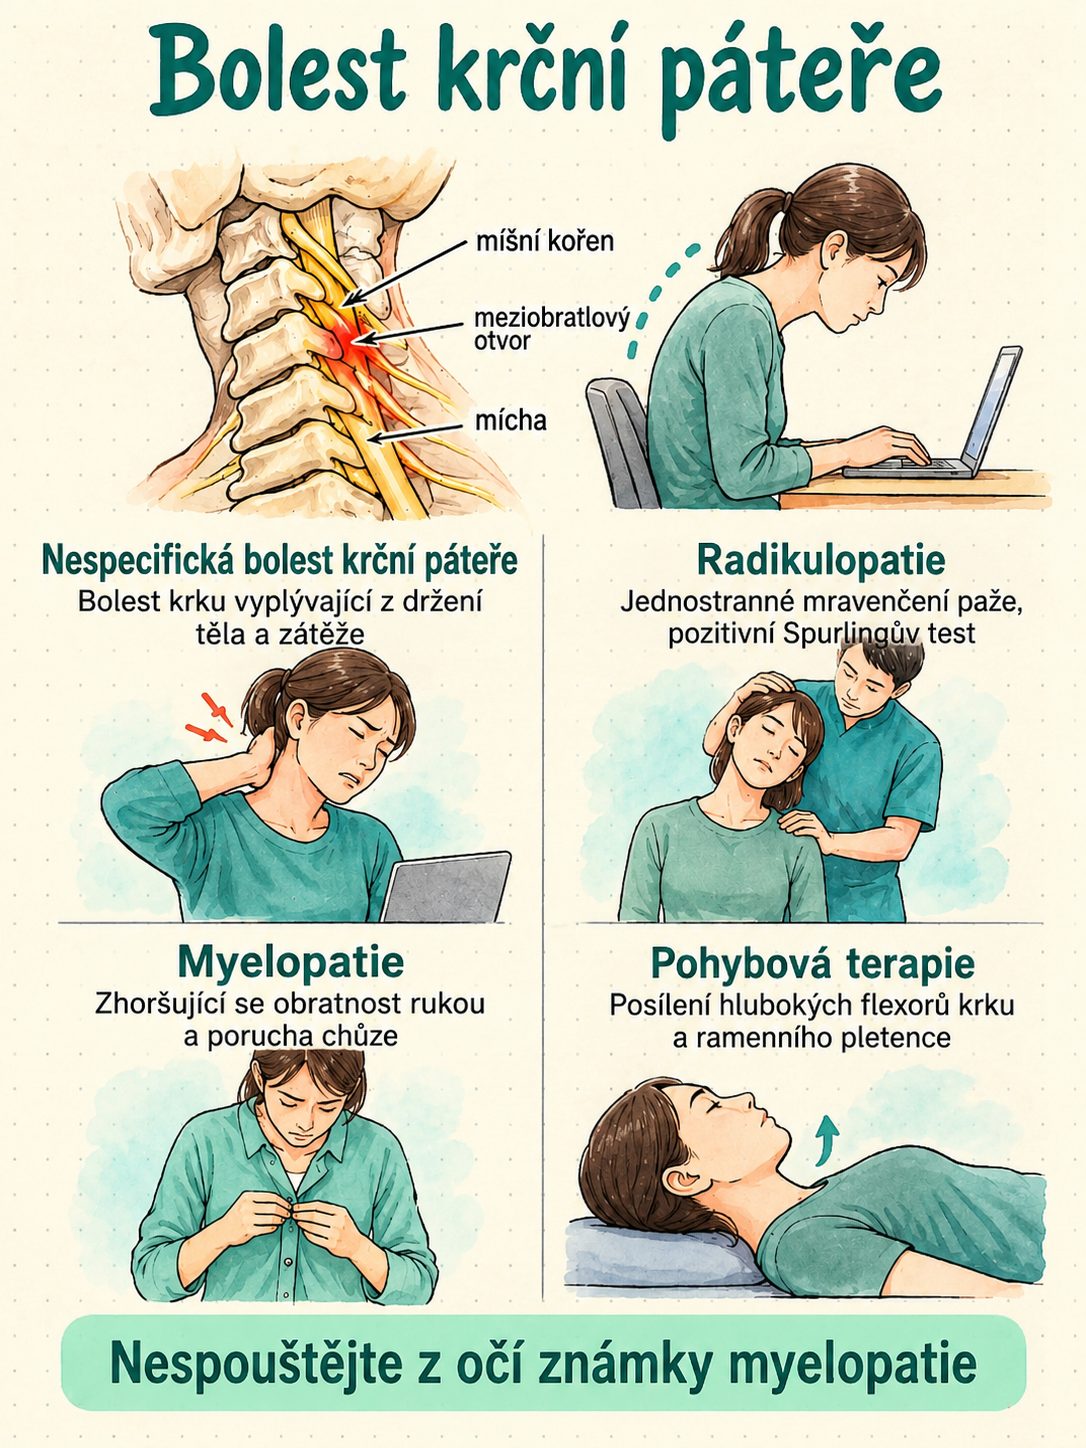 Bolest krční páteře
míšní kořen
meziobratlový
otvor
mícha
Nespecifická bolest krční páteře
Bolest krku vyplývající z držení
těla a zátěže
Radikulopatie
Jednostranné mravenčení paže,
pozitivní Spurlingův test
Myelopatie
Zhoršující se obratnost rukou
a porucha chůze
Pohybová terapie
Posílení hlubokých flexorů krku
a ramenního pletence
Nespouštějte z očí známky myelopatie